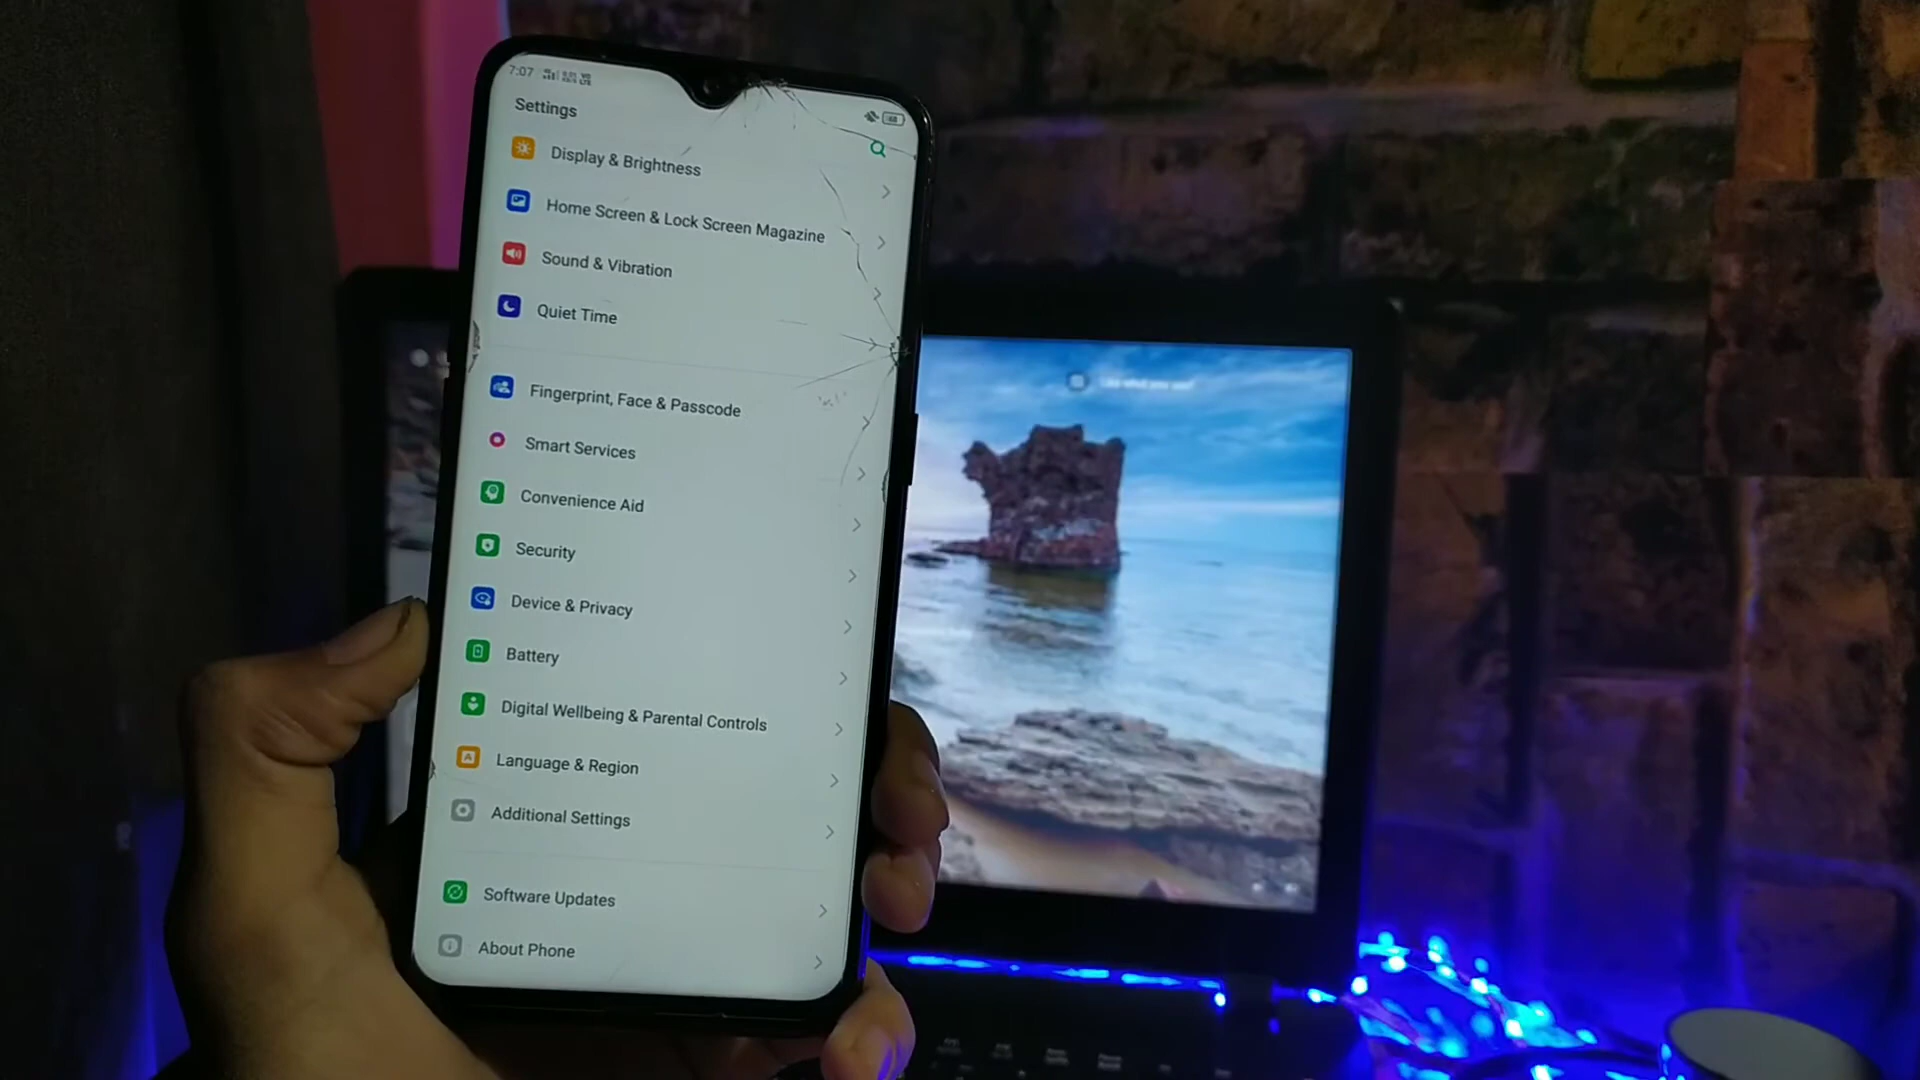 7:07
Settings
Display & Brightness
Home Screen & Lock Screen Magazine
Sound & Vibration
Quiet Time
Fingerprint, Face & Passcode
Smart Services
Convenience Aid
Security
Device & Privacy
Battery
Digital Wellbeing & Parental Controls
Language & Region
Additional Settings
Software Updates
About Phone